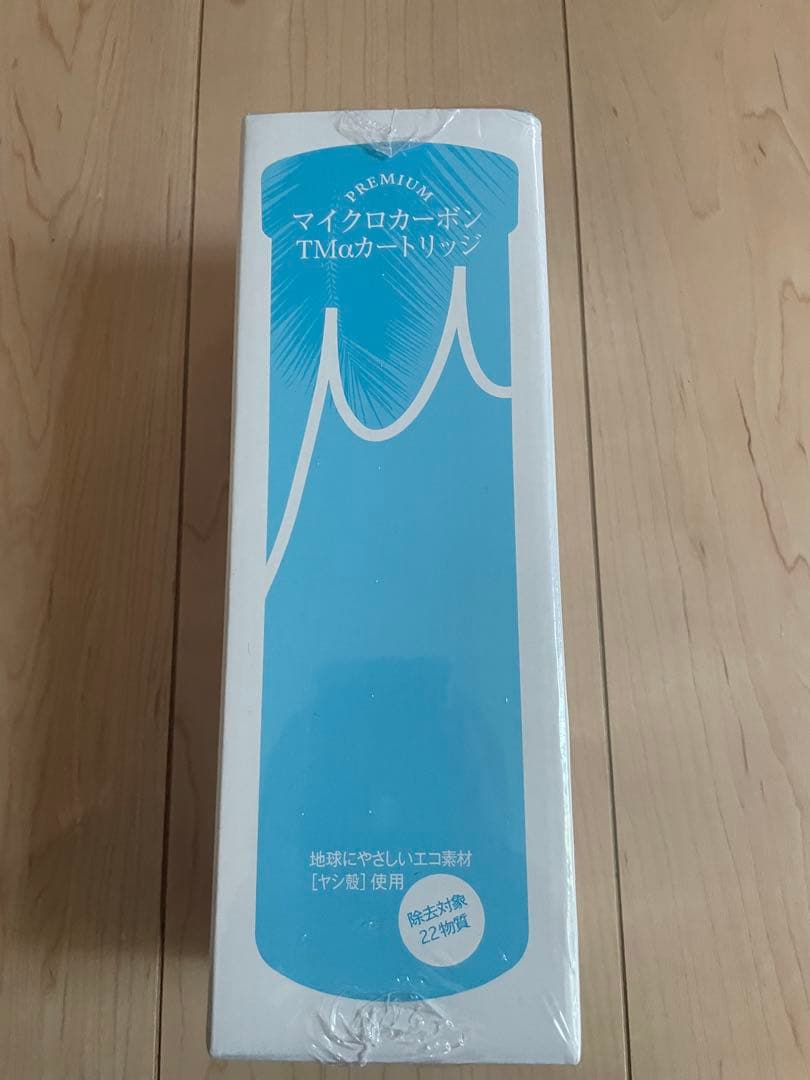 PREMIUM
マイクロカーボン
TMαカートリッジ
μ
地球にやさしいエコ素材
[ヤシ殻]使用
除去対象
22物質